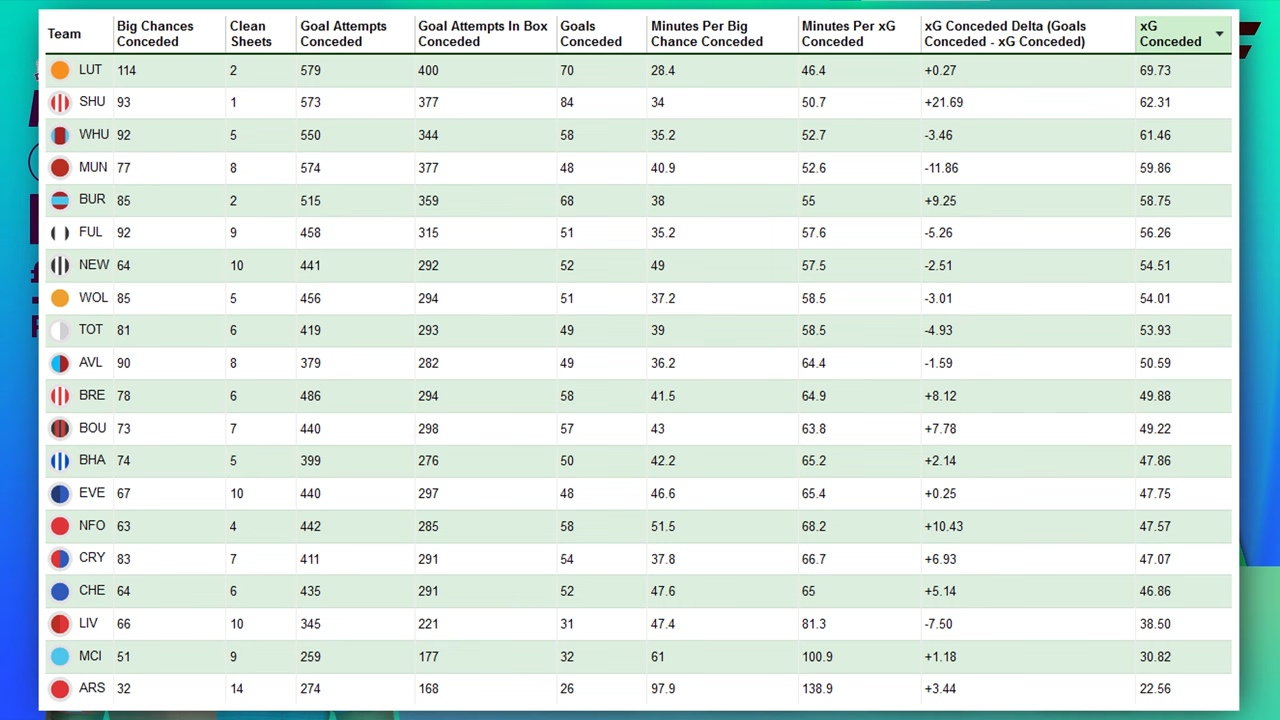 Team Big Chances Conceded Clean Sheets Goal Attempts Conceded Goal Attempts In Box Conceded Goals Conceded Minutes Per Big Chance Conceded Minutes Per xG Conceded xG Conceded Delta (Goals Conceded - xG Conceded) xG Conceded
LUT 114 2 579 400 70 28.4 46.4 +0.27 69.73
SHU 93 1 573 377 84 34 50.7 +21.69 62.31
WHU 92 5 550 344 58 35.2 52.7 -3.46 61.46
MUN 77 8 574 377 48 40.9 52.6 -11.86 59.86
BUR 85 2 515 359 68 38 55 +9.25 58.75
FUL 92 9 458 315 51 35.2 57.6 -5.26 56.26
NEW 64 10 441 292 52 49 57.5 -2.51 54.51
WOL 85 5 456 294 51 37.2 58.5 -3.01 54.01
TOT 81 6 419 293 49 39 58.5 -4.93 53.93
AVL 90 8 379 282 49 36.2 64.4 -1.59 50.59
BRE 78 6 486 294 58 41.5 64.9 +8.12 49.88
BOU 73 7 440 298 57 43 63.8 +7.78 49.22
BHA 74 5 399 276 50 42.2 65.2 +2.14 47.86
EVE 67 10 440 297 48 46.6 65.4 +0.25 47.75
NFO 63 4 442 285 58 51.5 68.2 +10.43 47.57
CRY 83 7 411 291 54 37.8 66.7 +6.93 47.07
CHE 64 6 435 291 52 47.6 65 +5.14 46.86
LIV 66 10 345 221 31 47.4 81.3 -7.50 38.50
MCI 51 9 259 177 32 61 100.9 +1.18 30.82
ARS 32 14 274 168 26 97.9 138.9 +3.44 22.56